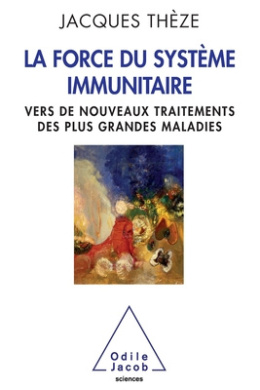 JACQUES THÈZE
LA FORCE DU SYSTÈME
IMMUNITAIRE
VERS DE NOUVEAUX TRAITEMENTS
DES PLUS GRANDES MALADIES
Odile
Jacob
sciences